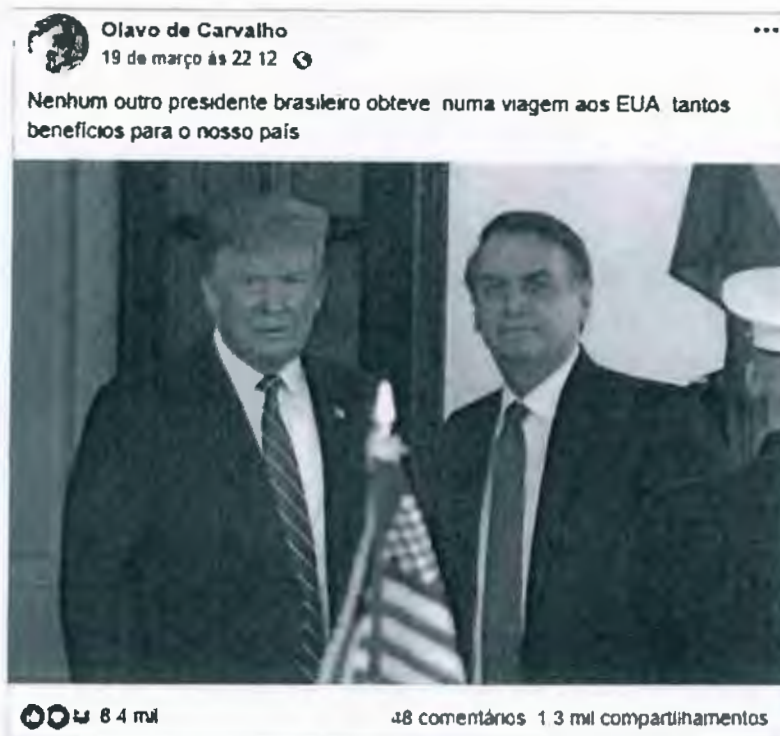 Olavo de Carvalho
19 de março às 22 12
Nenhum outro presidente brasileiro obteve numa viagem aos EUA tantos
benefícios para o nosso país
6 4 mil
48 comentários 1 3 mil compartilhamentos